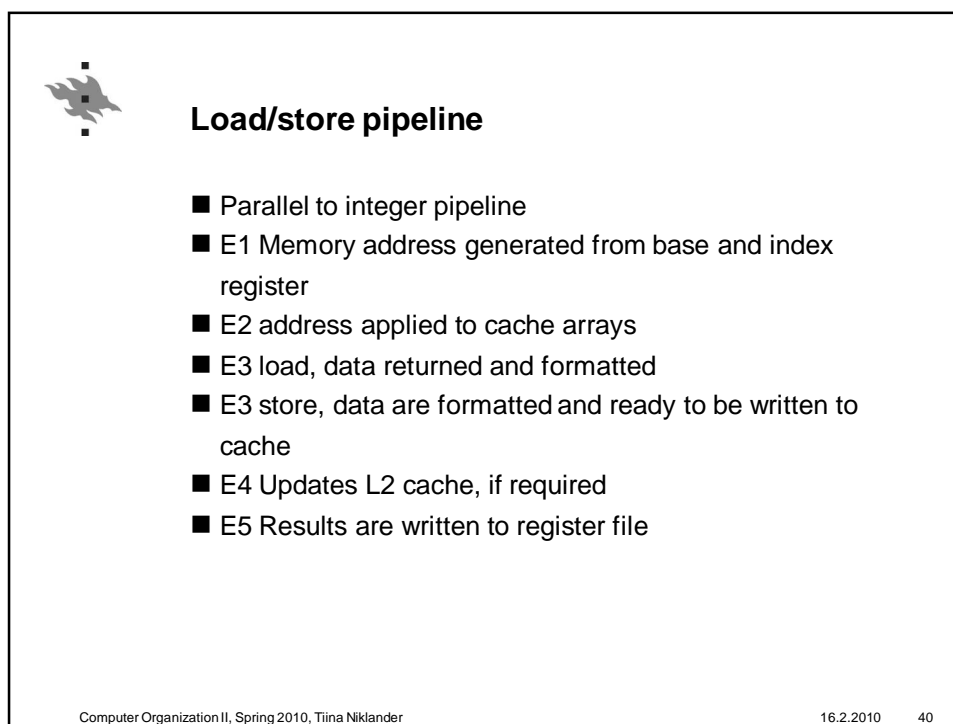 Load/store pipeline
■ Parallel to integer pipeline
■ E1 Memory address generated from base and index
register
■ E2 address applied to cache arrays
■ E3 load, data returned and formatted
■ E3 store, data are formatted and ready to be written to
cache
■ E4 Updates L2 cache, if required
■ E5 Results are written to register file
Computer Organization II, Spring 2010, Tiina Niklander 16.2.2010 40